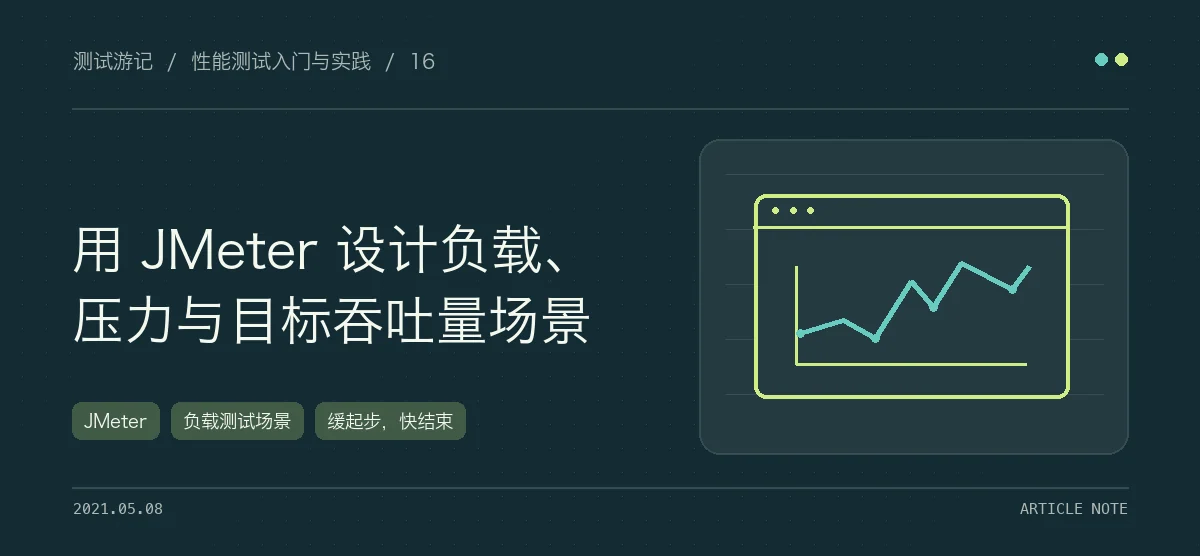 测试游记 / 性能测试入门与实践 / 16
用 JMeter 设计负载、
压力与目标吞吐量场景
JMeter
负载测试场景
缓起步，快结束
2021.05.08
ARTICLE NOTE